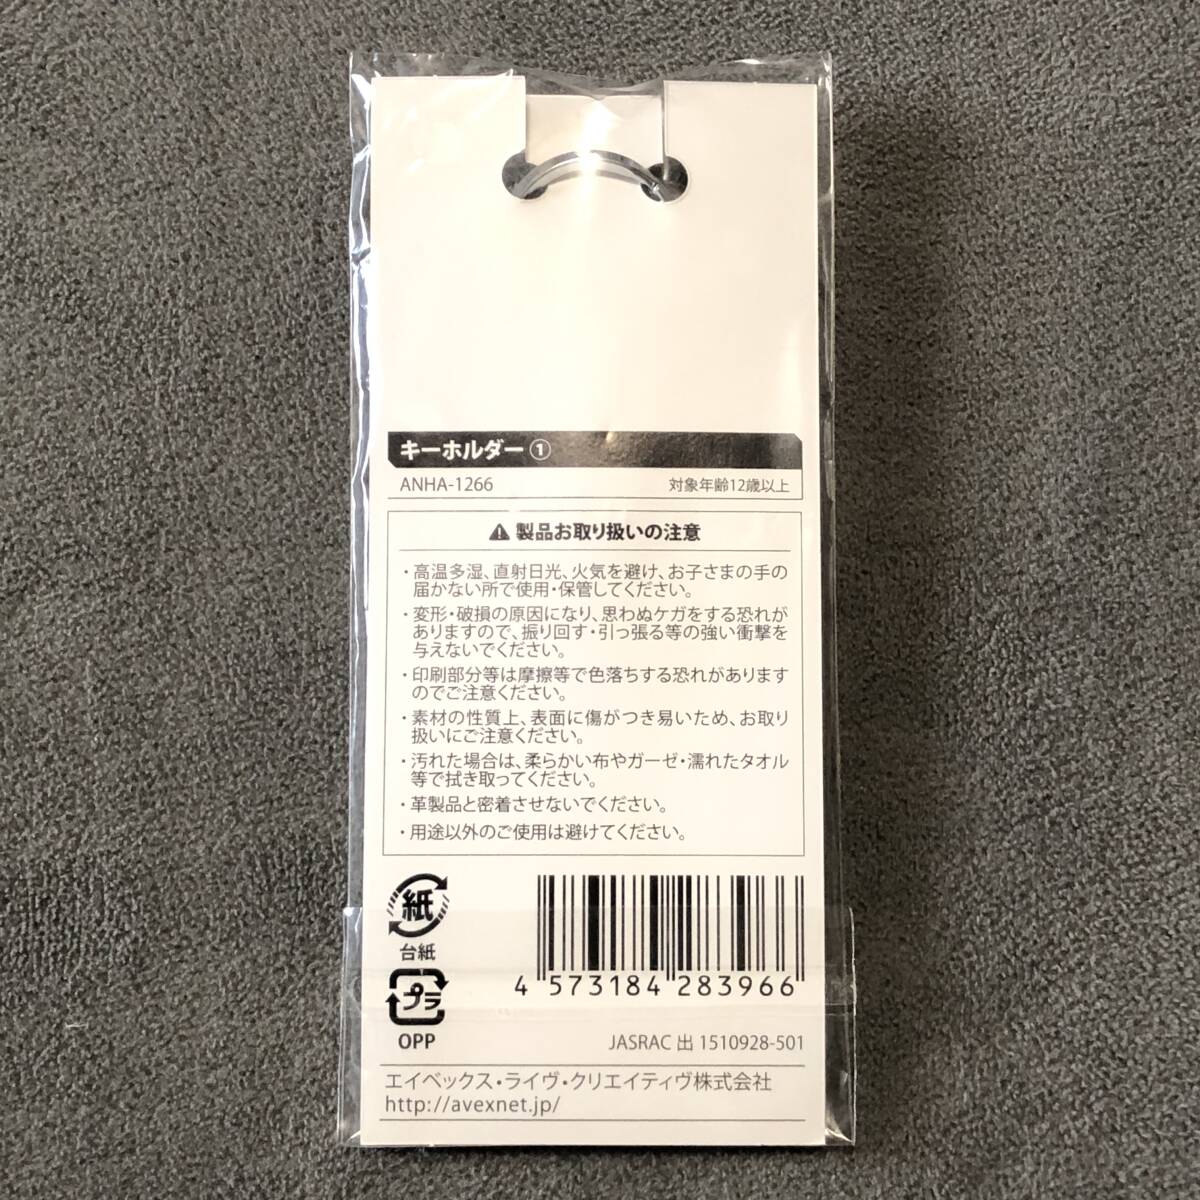 キーホルダー ①
ANHA-1266 対象年齢12歳以上
⚠ 製品お取り扱いの注意
・高温多湿、直射日光、火気を避け、お子さまの手の
届かない所で使用・保管してください。
・変形・破損の原因になり、思わぬケガをする恐れが
ありますので、振り回す・引っ張る等の強い衝撃を
与えないでください。
・印刷部分等は摩擦等で色落ちする恐れがあります
のでご注意ください。
・素材の性質上、表面に傷がつき易いため、お取り
扱いにご注意ください。
・汚れた場合は、柔らかい布やガーゼ・濡れたタオル
等で拭き取ってください。
・革製品と密着させないでください。
・用途以外のご使用は避けてください。
紙
台紙
プラ
OPP
4 573184 283966
JASRAC 出 1510928-501
エイベックス・ライヴ・クリエイティヴ株式会社
http://avexnet.jp/